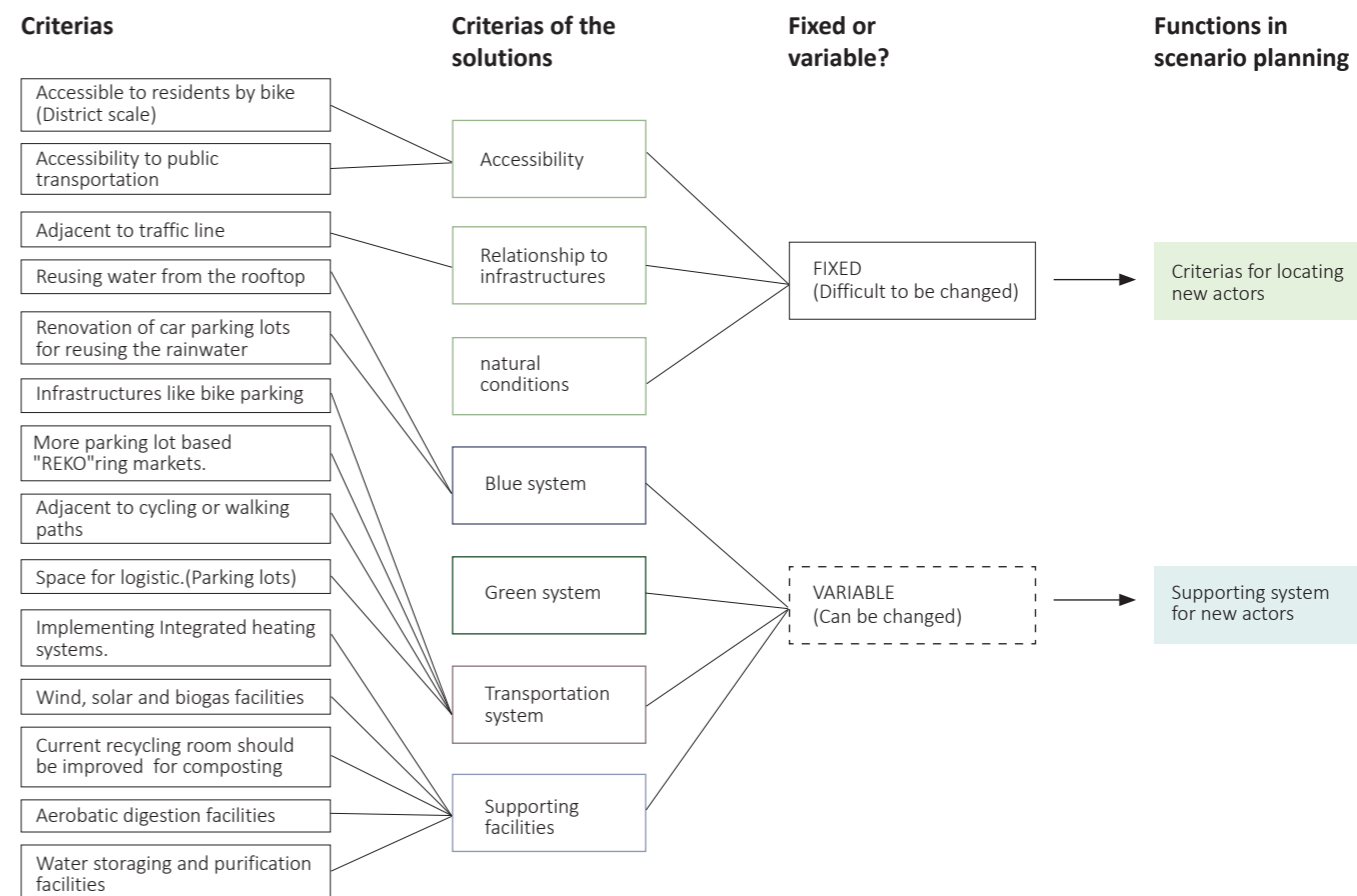 Criterias
Criterias of the
solutions
Fixed or
variable?
Functions in
scenario planning
Accessible to residents by bike
(District scale)
Accessibility to public
transportation
Adjacent to traffic line
Reusing water from the rooftop
Renovation of car parking lots
for reusing the rainwater
Infrastructures like bike parking
More parking lot based
"REKO"ring markets.
Adjacent to cycling or walking
paths
Space for logistic.(Parking lots)
Implementing Integrated heating
systems.
Wind, solar and biogas facilities
Current recycling room should
be improved  for composting
Aerobatic digestion facilities
Water storaging and purification
facilities
Accessibility
Relationship to
infrastructures
natural
conditions
Blue system
Green system
Transportation
system
Supporting
facilities
FIXED
(Difficult to be changed)
VARIABLE
(Can be changed)
Criterias for locating
new actors
Supporting system
for new actors